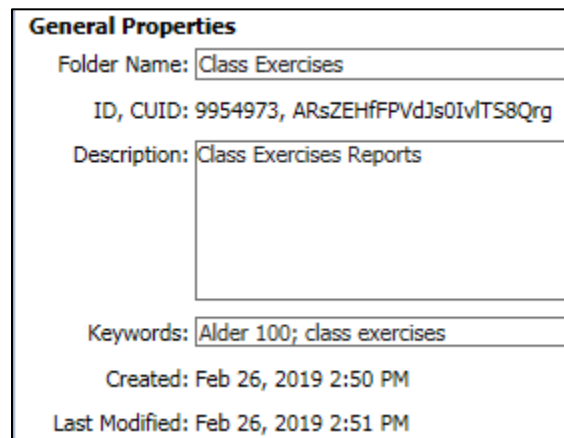 General Properties
Folder Name: Class Exercises
ID, CUID: 9954973, ARsZEHfFPVdJs0IvlTS8Qrg
Description: Class Exercises Reports
Keywords: Alder 100; class exercises
Created: Feb 26, 2019 2:50 PM
Last Modified: Feb 26, 2019 2:51 PM